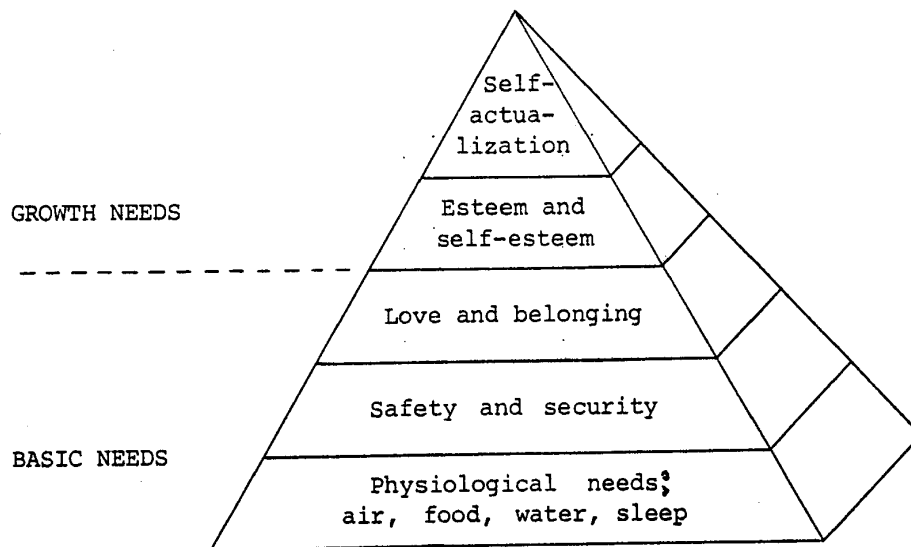 Self-
actua-
lization
GROWTH NEEDS
Esteem and
self-esteem
Love and belonging
Safety and security
BASIC NEEDS
Physiological needs;
air, food, water, sleep